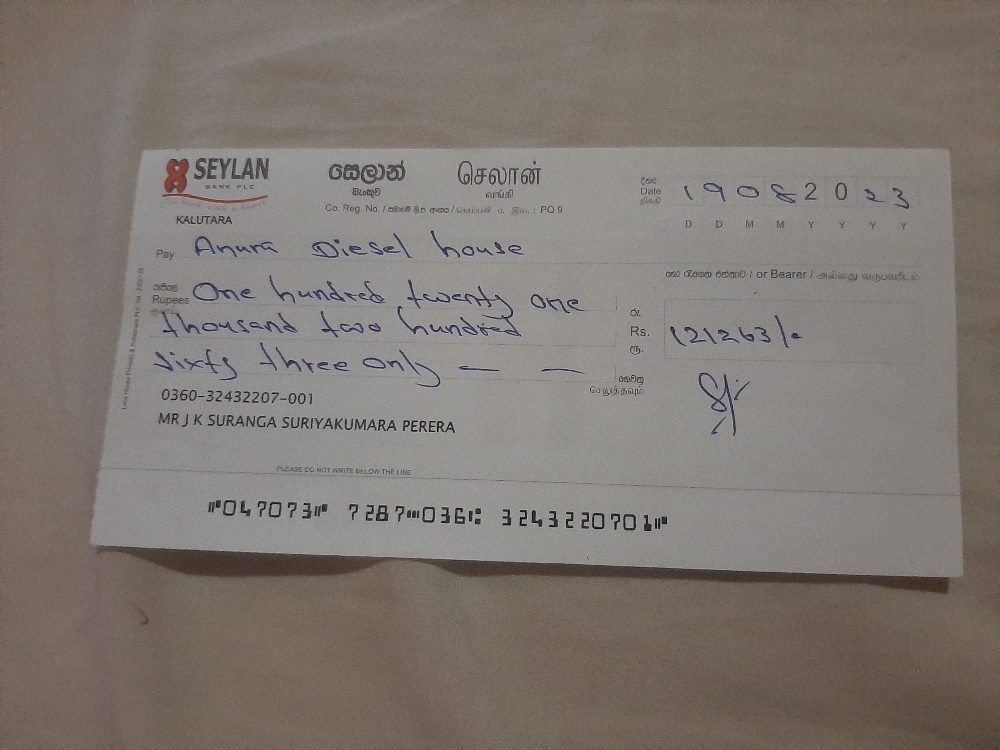 SEYLAN
BANK PLC
KALUTARA
සෙලාන් செலான்
බැංකුව வங்கி
Co. Reg. No. / PQ 9
Date 19082023
D D M M Y Y Y Y
Pay Anura Diesel house
or Bearer /
Rupees One hundred twenty one
thousand two hundred
sixty three only
රු.
Rs. 121263/-
ரூ.
செலுத்தவும்
0360-32432207-001
MR J K SURANGA SURIYAKUMARA PERERA
PLEASE DO NOT WRITE BELOW THE LINE
⑈047073⑈ 7287⑉036⑆ 3243220701⑈